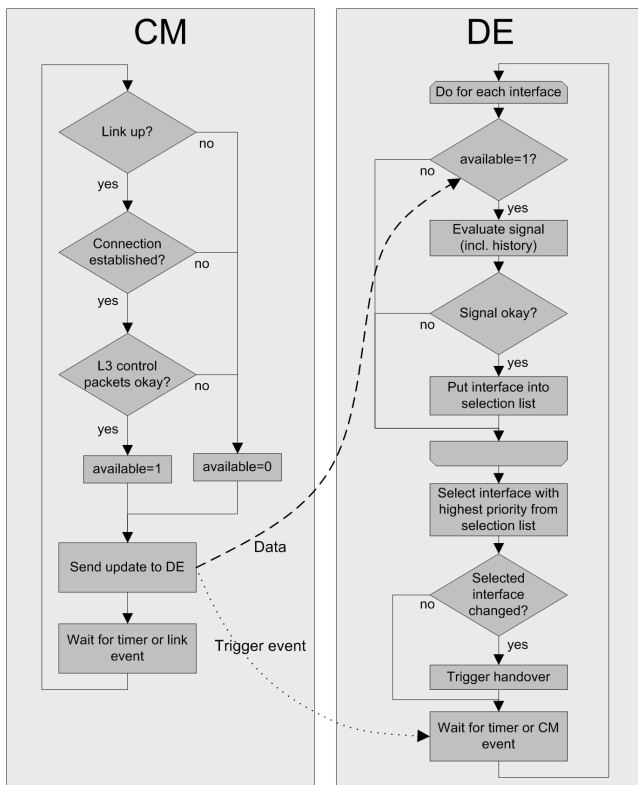 CM
Link up?
no
yes
Connection
established?
no
yes
L3 control
packets okay?
no
yes
available=1
available=0
Send update to DE
Data
Wait for timer or link
event
Trigger event
DE
Do for each interface
available=1?
no
yes
Evaluate signal
(incl. history)
Signal okay?
no
yes
Put interface into
selection list
Select interface with
highest priority from
selection list
Selected
interface
changed?
no
yes
Trigger handover
Wait for timer or CM
event